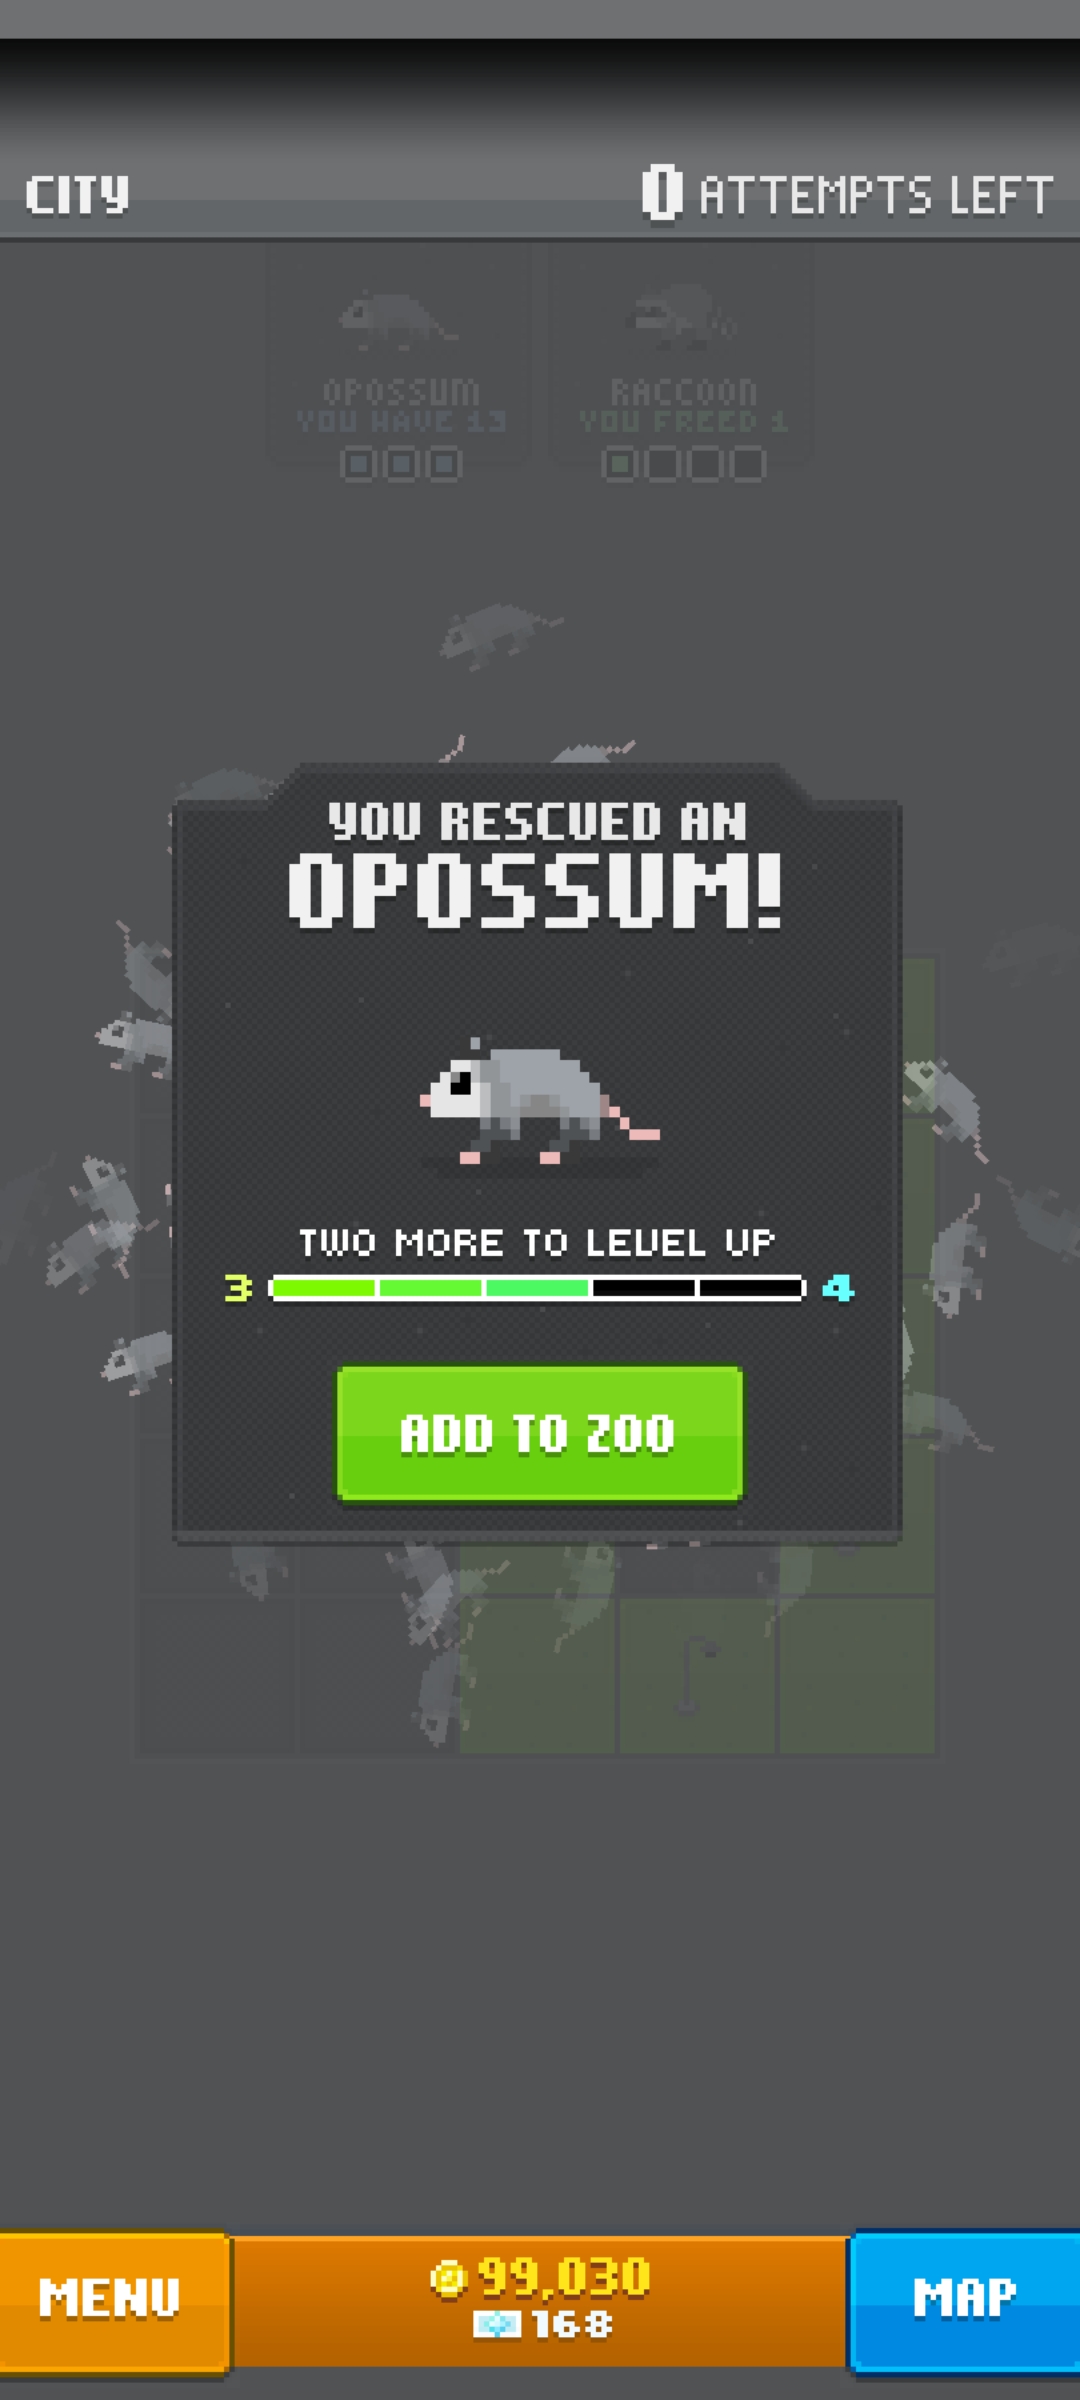 CITY
0 ATTEMPTS LEFT
OPOSSUM
YOU HAVE 13
RACCOON
YOU FREED 1
YOU RESCUED AN
OPOSSUM!
TWO MORE TO LEVEL UP
3
4
ADD TO ZOO
MENU
99,030
168
MAP